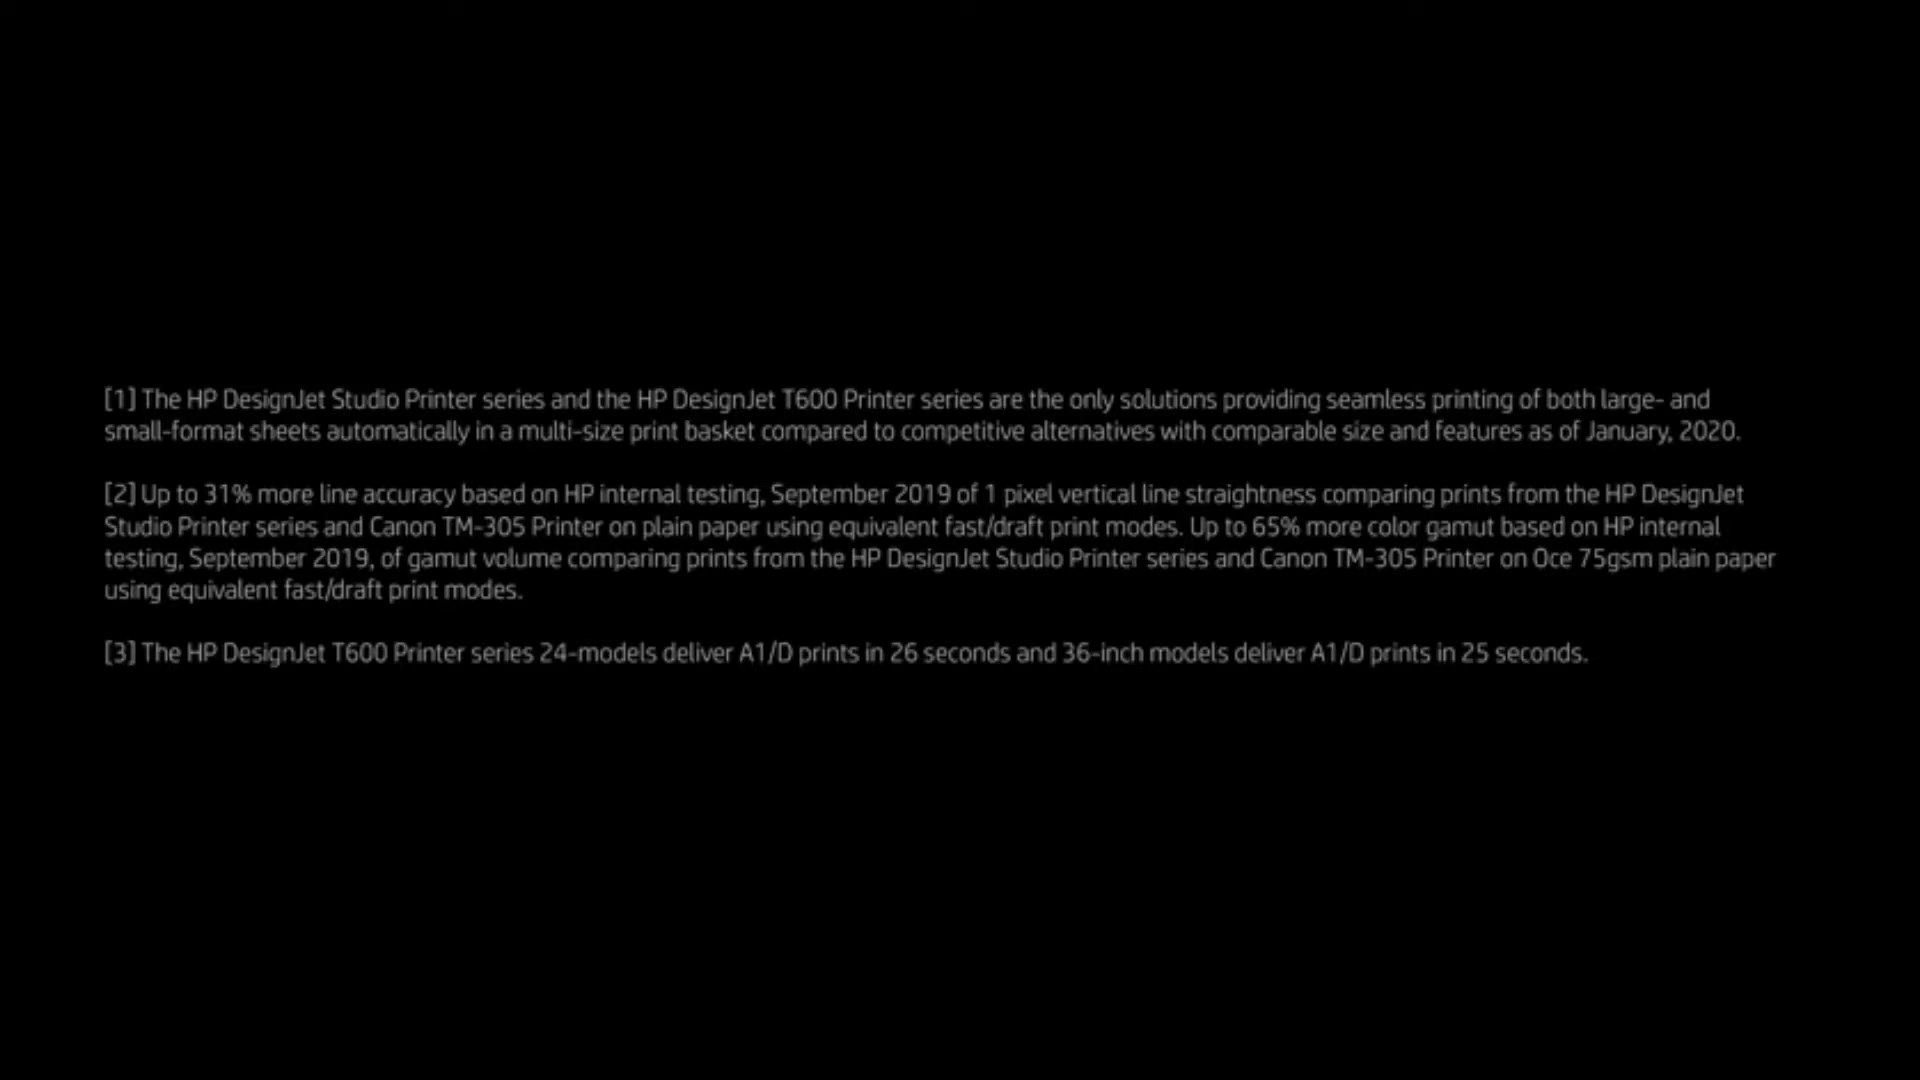 [1] The HP DesignJet Studio Printer series and the HP DesignJet T600 Printer series are the only solutions providing seamless printing of both large- and
small-format sheets automatically in a multi-size print basket compared to competitive alternatives with comparable size and features as of January, 2020.
[2] Up to 31% more line accuracy based on HP internal testing, September 2019 of 1 pixel vertical line straightness comparing prints from the HP DesignJet
Studio Printer series and Canon TM-305 Printer on plain paper using equivalent fast/draft print modes. Up to 65% more color gamut based on HP internal
testing, September 2019, of gamut volume comparing prints from the HP DesignJet Studio Printer series and Canon TM-305 Printer on Oce 75gsm plain paper
using equivalent fast/draft print modes.
[3] The HP DesignJet T600 Printer series 24-models deliver A1/D prints in 26 seconds and 36-inch models deliver A1/D prints in 25 seconds.